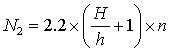 N₂ = 2.2 × (H/h + 1) × n